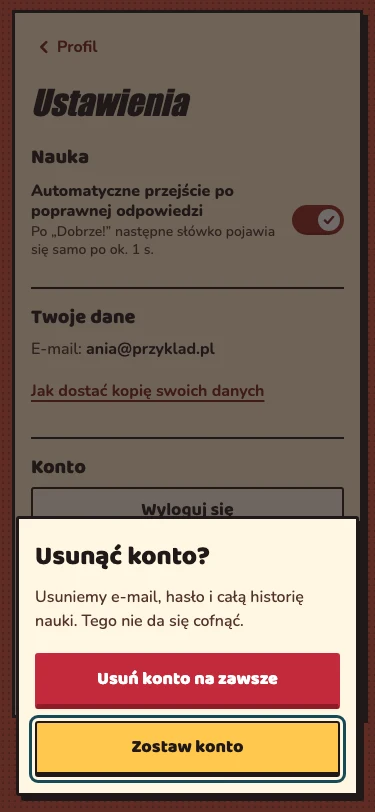 Profil
Ustawienia
Nauka
Automatyczne przejście po
poprawnej odpowiedzi
Po „Dobrze!” następne słówko pojawia
się samo po ok. 1 s.
Twoje dane
E-mail: ania@przyklad.pl
Jak dostać kopię swoich danych
Konto
Wyloguj się
Usunąć konto?
Usuniemy e-mail, hasło i całą historię
nauki. Tego nie da się cofnąć.
Usuń konto na zawsze
Zostaw konto